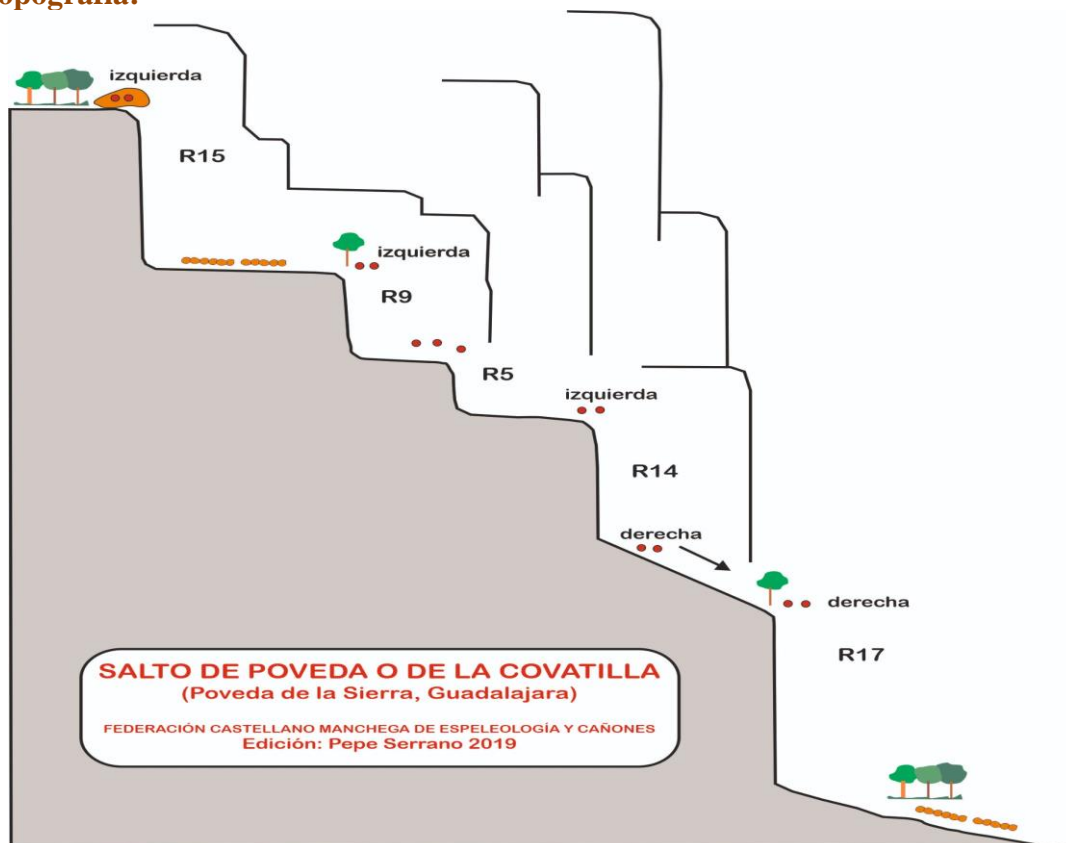 opografía:
izquierda
R15
izquierda
R9
R5
izquierda
R14
derecha
derecha
R17
SALTO DE POVEDA O DE LA COVATILLA
(Poveda de la Sierra, Guadalajara)
FEDERACIÓN CASTELLANO MANCHEGA DE ESPELEOLOGÍA Y CAÑONES
Edición: Pepe Serrano 2019